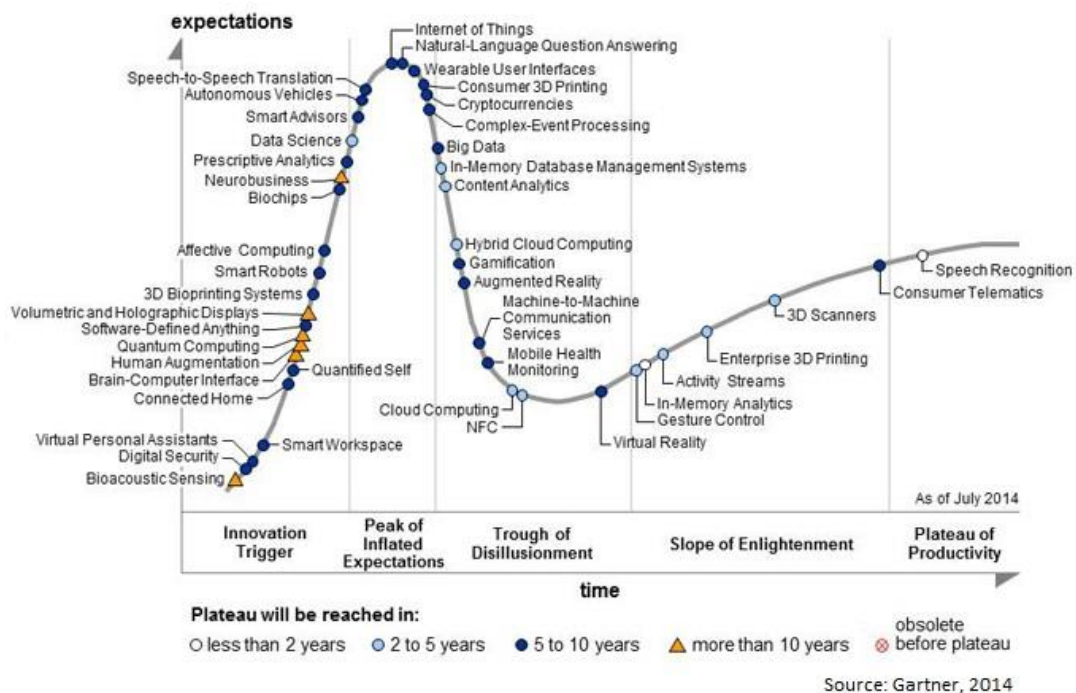 expectations
Internet of Things
Natural-Language Question Answering
Wearable User Interfaces
Speech-to-Speech Translation
Consumer 3D Printing
Autonomous Vehicles
Cryptocurrencies
Smart Advisors
Complex-Event Processing
Data Science
Big Data
Prescriptive Analytics
In-Memory Database Management Systems
Neurobusiness
Content Analytics
Biochips
Affective Computing
Hybrid Cloud Computing
Gamification
Smart Robots
Augmented Reality
Speech Recognition
3D Bioprinting Systems
Consumer Telematics
Volumetric and Holographic Displays
Machine-to-Machine
Communication
Services
3D Scanners
Software-Defined Anything
Quantum Computing
Human Augmentation
Mobile Health
Monitoring
Enterprise 3D Printing
Brain-Computer Interface
Quantified Self
Activity Streams
Connected Home
Cloud Computing
In-Memory Analytics
NFC
Gesture Control
Virtual Personal Assistants
Smart Workspace
Virtual Reality
Digital Security
Bioacoustic Sensing
As of July 2014
Innovation
Trigger
Peak of
Inflated
Expectations
Trough of
Disillusionment
Slope of Enlightenment
Plateau of
Productivity
time
Plateau will be reached in:
less than 2 years
2 to 5 years
5 to 10 years
more than 10 years
obsolete
before plateau
Source: Gartner, 2014